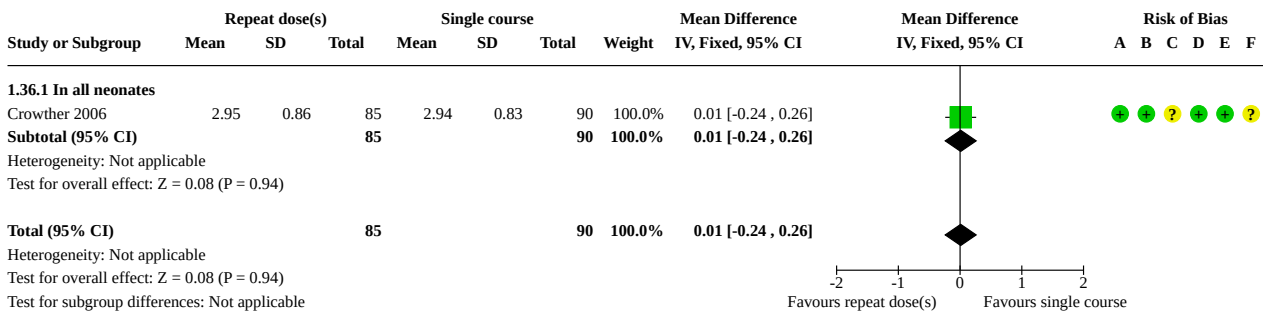 Repeat dose(s) Single course Mean Difference Mean Difference Risk of Bias
Study or Subgroup Mean SD Total Mean SD Total Weight IV, Fixed, 95% CI IV, Fixed, 95% CI A B C D E F
1.36.1 In all neonates
Crowther 2006 2.95 0.86 85 2.94 0.83 90 100.0% 0.01 [-0.24 , 0.26] + + ? + + ?
Subtotal (95% CI) 85 90 100.0% 0.01 [-0.24 , 0.26]
Heterogeneity: Not applicable
Test for overall effect: Z = 0.08 (P = 0.94)
Total (95% CI) 85 90 100.0% 0.01 [-0.24 , 0.26]
Heterogeneity: Not applicable
Test for overall effect: Z = 0.08 (P = 0.94) -2 -1 0 1 2
Test for subgroup differences: Not applicable Favours repeat dose(s) Favours single course